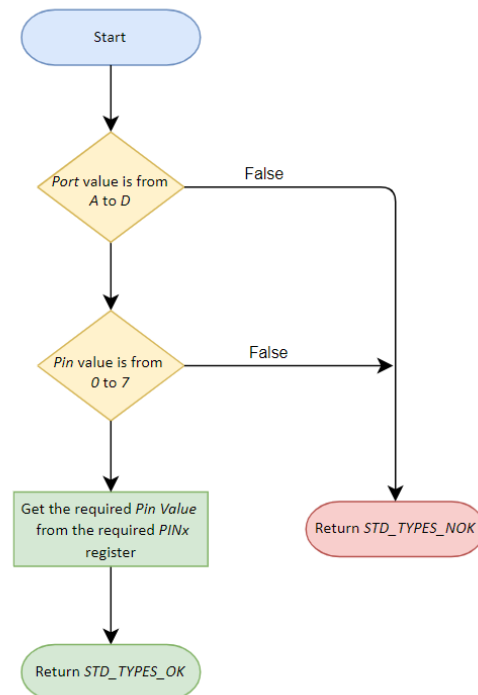 Start
Port value is from
A to D
False
Pin value is from
0 to 7
False
Get the required Pin Value
from the required PINx
register
Return STD_TYPES_NOK
Return STD_TYPES_OK